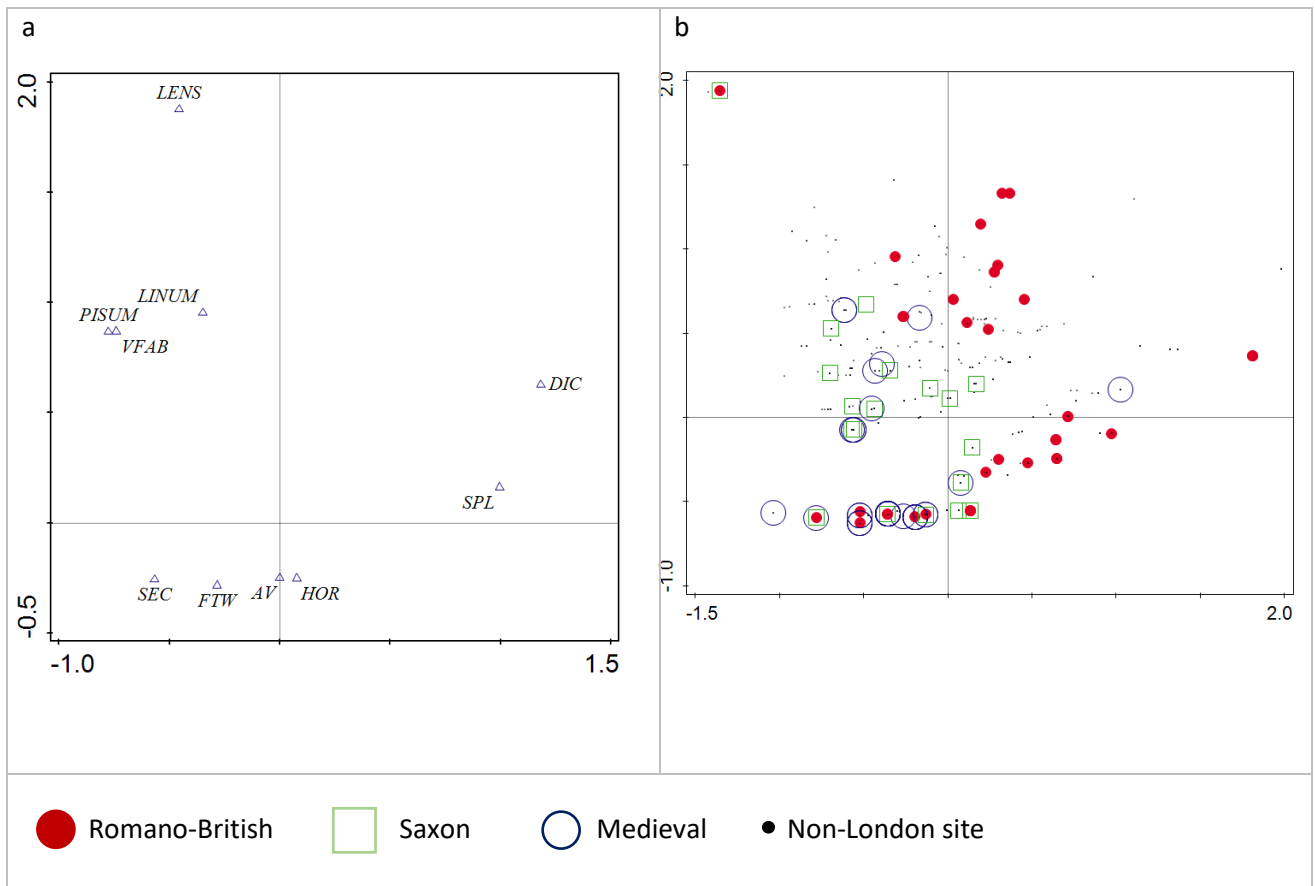 a
b
2.0
LENS
LINUM
PISUM
VFAB
DIC
SPL
SEC
FTW
AV
HOR
-0.5
-1.0
1.5
2.0
-1.0
-1.5
2.0
Romano-British
Saxon
Medieval
Non-London site